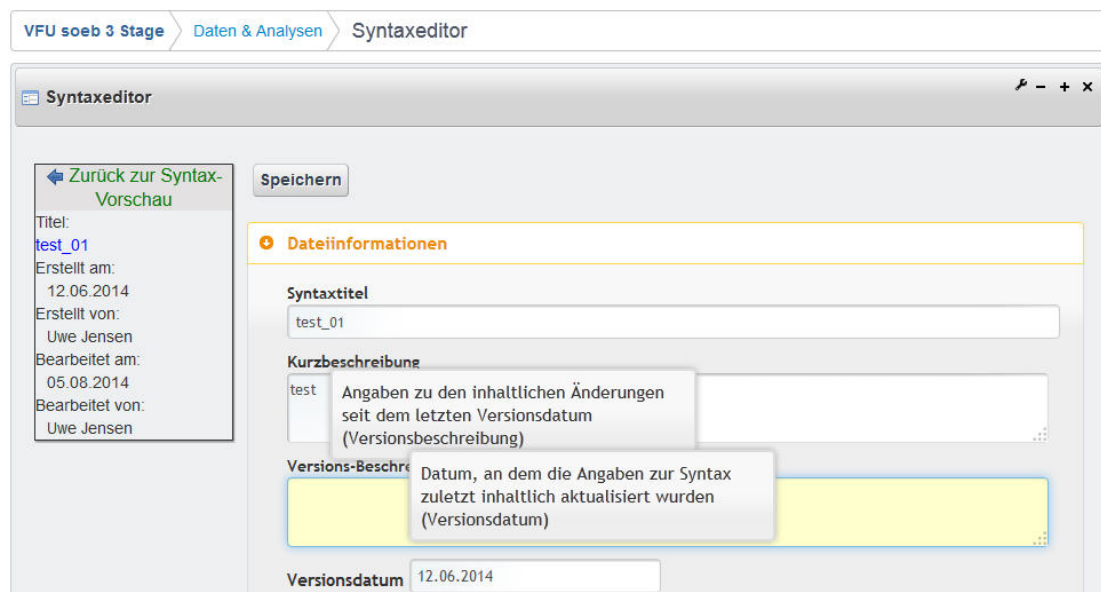 VFU soeb 3 Stage Daten & Analysen Syntaxeditor
Syntaxeditor
Zurück zur Syntax-
Vorschau
Titel:
test_01
Erstellt am:
12.06.2014
Erstellt von:
Uwe Jensen
Bearbeitet am:
05.08.2014
Bearbeitet von:
Uwe Jensen
Speichern
Dateiinformationen
Syntaxtitel
test_01
Kurzbeschreibung
test
Angaben zu den inhaltlichen Änderungen
seit dem letzten Versionsdatum
(Versionsbeschreibung)
Versions-Beschre
Datum, an dem die Angaben zur Syntax
zuletzt inhaltlich aktualisiert wurden
(Versionsdatum)
Versionsdatum 12.06.2014